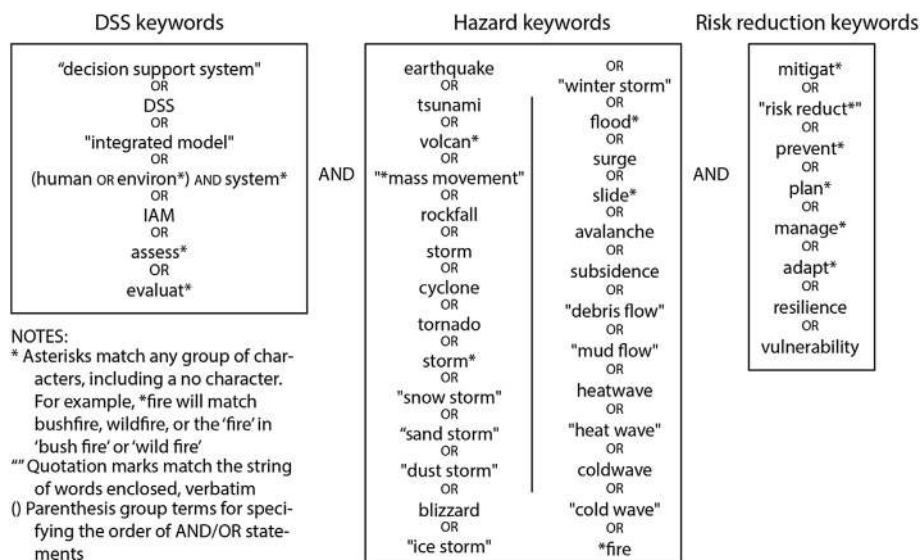 DSS keywords
"decision support system"
OR
DSS
OR
"integrated model"
OR
(human OR environ*) AND system*
OR
IAM
OR
assess*
OR
evaluat*
NOTES:
* Asterisks match any group of char-
acters, including a no character.
For example, *fire will match
bushfire, wildfire, or the 'fire' in
'bush fire' or 'wild fire'
"" Quotation marks match the string
of words enclosed, verbatim
() Parenthesis group terms for speci-
fying the order of AND/OR state-
ments
AND
Hazard keywords
earthquake
OR
tsunami
OR
volcan*
OR
"*mass movement"
OR
rockfall
OR
storm
OR
cyclone
OR
tornado
OR
storm*
OR
"snow storm"
OR
"sand storm"
OR
"dust storm"
OR
blizzard
OR
"ice storm"
OR
"winter storm"
OR
flood*
OR
surge
OR
slide*
OR
avalanche
OR
subsidence
OR
"debris flow"
OR
"mud flow"
OR
heatwave
OR
"heat wave"
OR
coldwave
OR
"cold wave"
OR
*fire
AND
Risk reduction keywords
mitigat*
OR
"risk reduct*"
OR
prevent*
OR
plan*
OR
manage*
OR
adapt*
OR
resilience
OR
vulnerability